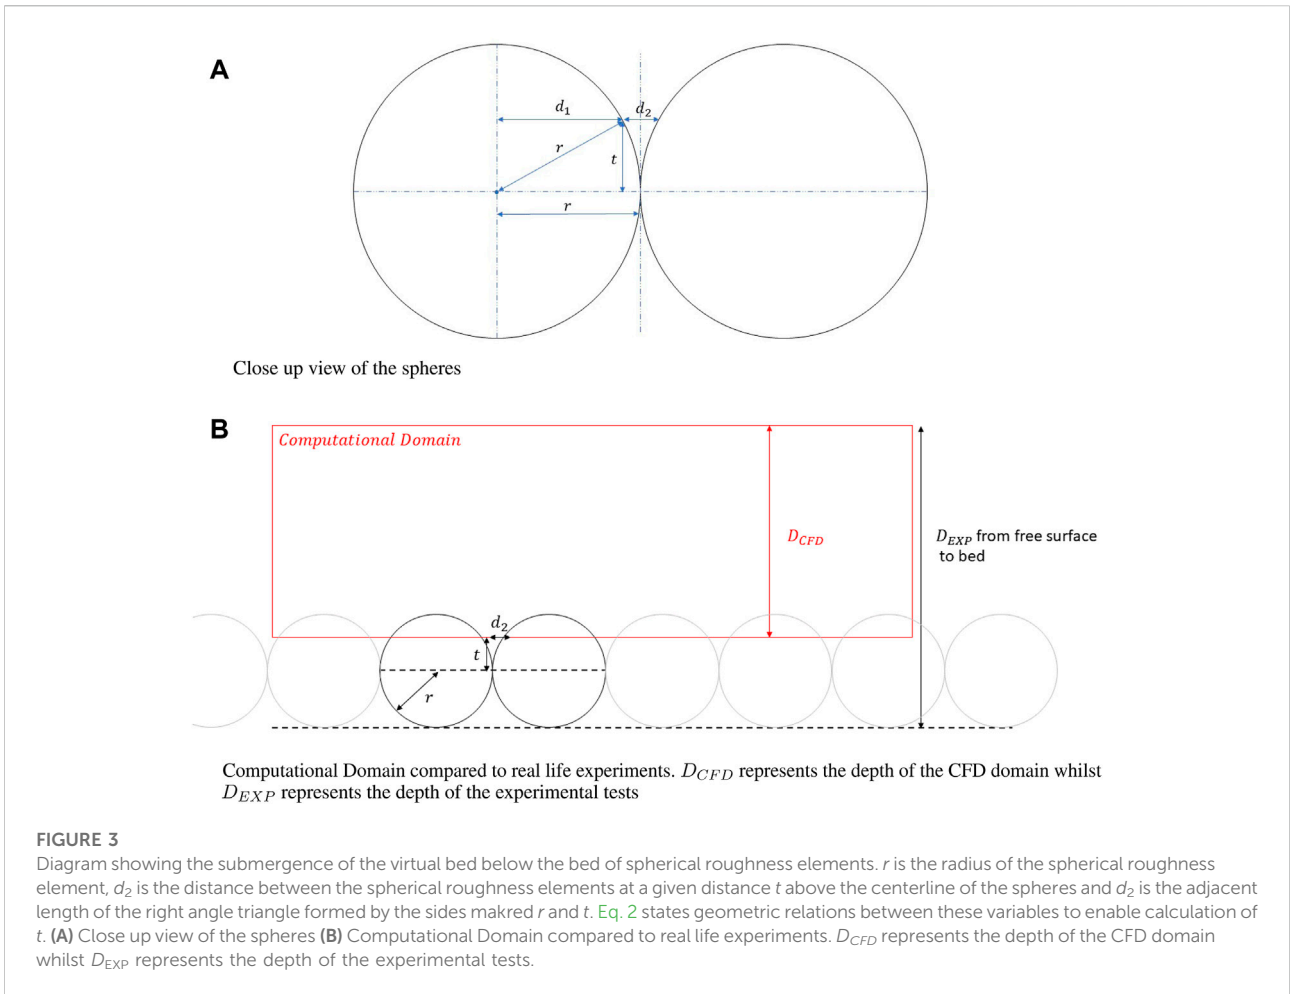 A
d₁
d₂
r
t
r
Close up view of the spheres
B
Computational Domain
D_CFD
D_EXP from free surface
to bed
d₂
t
r
Computational Domain compared to real life experiments. D_CFD represents the depth of the CFD domain whilst
D_EXP represents the depth of the experimental tests
FIGURE 3
Diagram showing the submergence of the virtual bed below the bed of spherical roughness elements. r is the radius of the spherical roughness
element, d₂ is the distance between the spherical roughness elements at a given distance t above the centerline of the spheres and d₂ is the adjacent
length of the right angle triangle formed by the sides makred r and t. Eq. 2 states geometric relations between these variables to enable calculation of
t. (A) Close up view of the spheres (B) Computational Domain compared to real life experiments. D_CFD represents the depth of the CFD domain
whilst D_EXP represents the depth of the experimental tests.